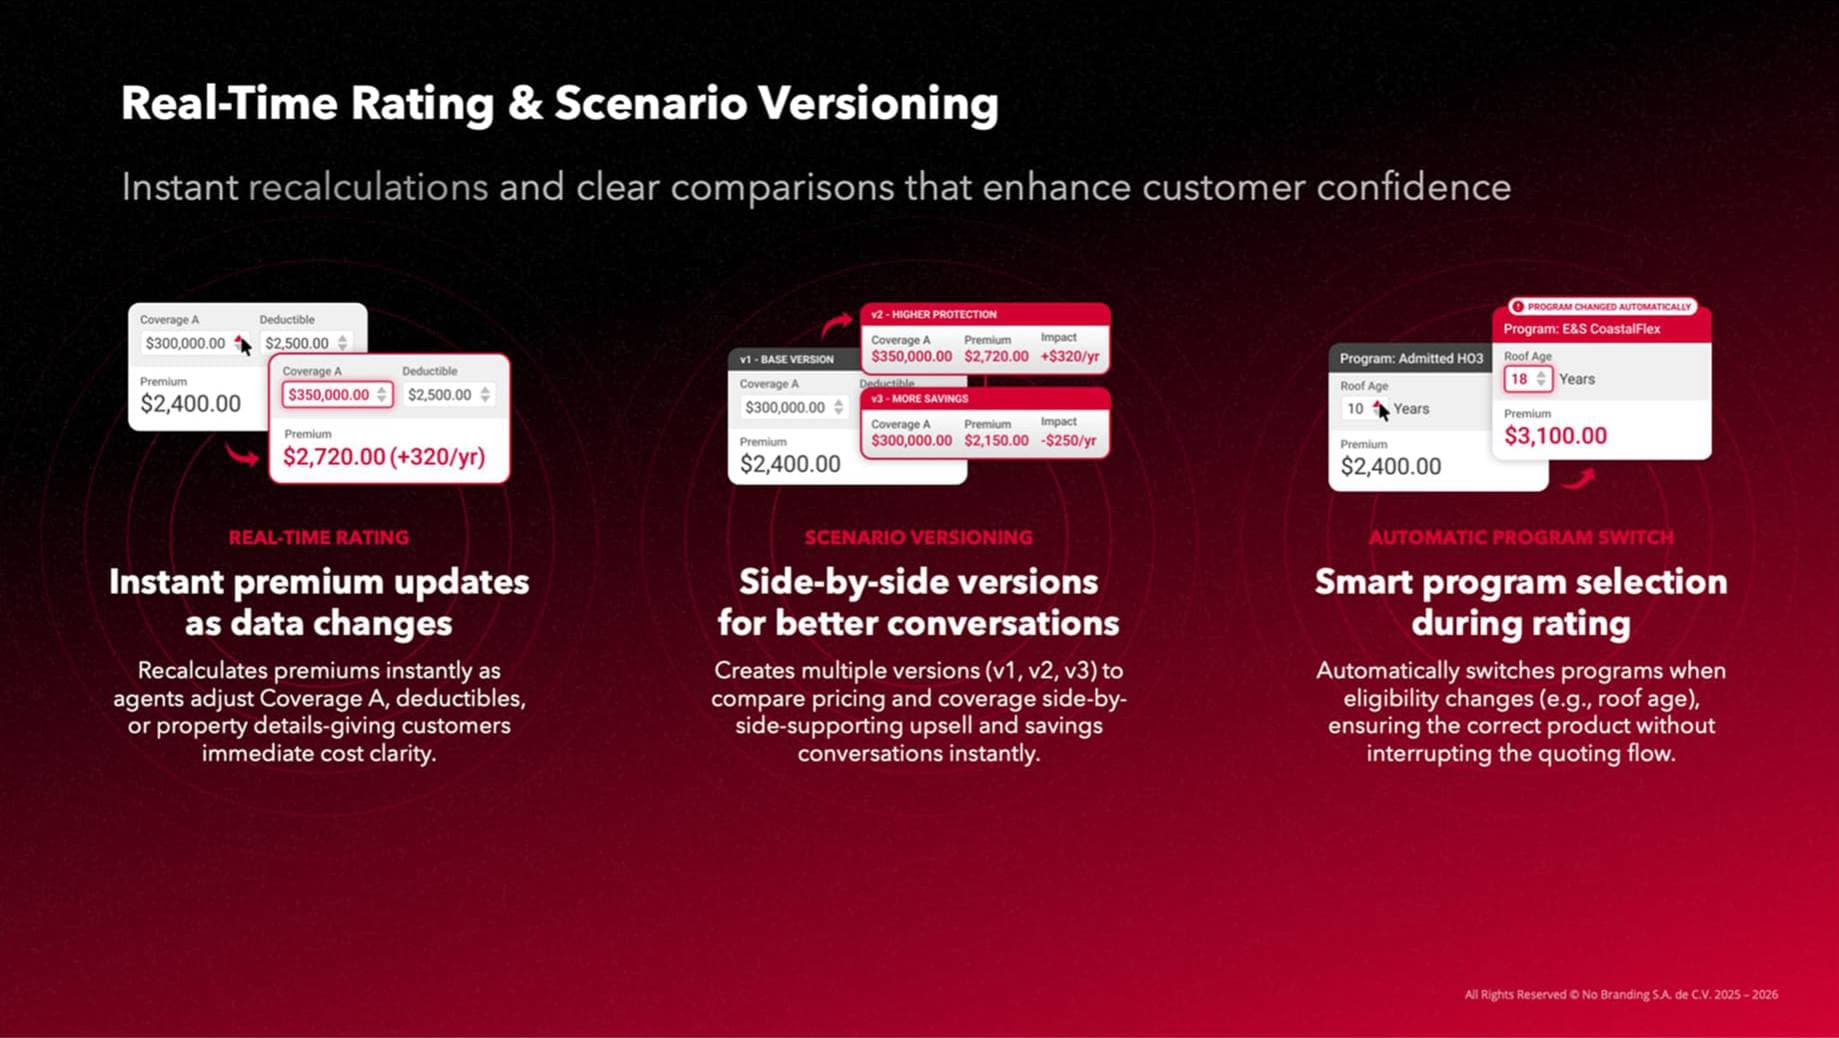 Real-Time Rating & Scenario Versioning
Instant recalculations and clear comparisons that enhance customer confidence
Coverage A Deductible
$300,000.00 $2,500.00
Premium
$2,400.00
Coverage A Deductible
$350,000.00 $2,500.00
Premium
$2,720.00 (+320/yr)
REAL-TIME RATING
Instant premium updates
as data changes
Recalculates premiums instantly as
agents adjust Coverage A, deductibles,
or property details-giving customers
immediate cost clarity.
v1 - BASE VERSION
Coverage A Deductible
$300,000.00
Premium
$2,400.00
v2 - HIGHER PROTECTION
Coverage A Premium Impact
$350,000.00 $2,720.00 +$320/yr
v3 - MORE SAVINGS
Coverage A Premium Impact
$300,000.00 $2,150.00 -$250/yr
SCENARIO VERSIONING
Side-by-side versions
for better conversations
Creates multiple versions (v1, v2, v3) to
compare pricing and coverage side-by-
side-supporting upsell and savings
conversations instantly.
Program: Admitted HO3
Roof Age
10 Years
Premium
$2,400.00
PROGRAM CHANGED AUTOMATICALLY
Program: E&S CoastalFlex
Roof Age
18 Years
Premium
$3,100.00
AUTOMATIC PROGRAM SWITCH
Smart program selection
during rating
Automatically switches programs when
eligibility changes (e.g., roof age),
ensuring the correct product without
interrupting the quoting flow.
All Rights Reserved © No Branding S.A. de C.V. 2025 – 2026